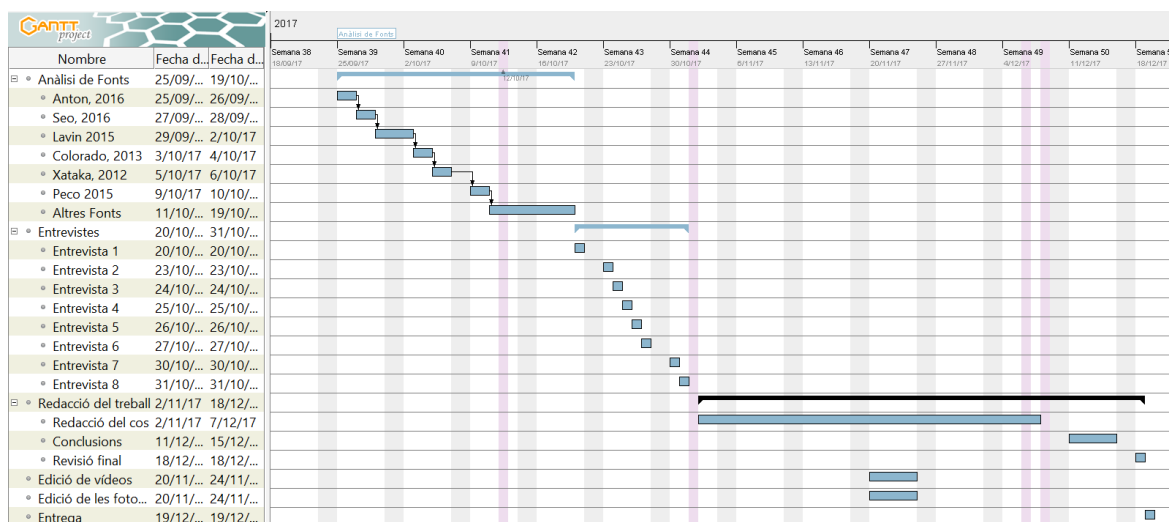 GANTT project
2017
Anàlisi de Fonts
Nombre Fecha d... Fecha d...
Semana 38 Semana 39 Semana 40 Semana 41 Semana 42 Semana 43 Semana 44 Semana 45 Semana 46 Semana 47 Semana 48 Semana 49 Semana 50 Semana
18/09/17 25/09/17 2/10/17 9/10/17 16/10/17 23/10/17 30/10/17 6/11/17 13/11/17 20/11/17 27/11/17 4/12/17 11/12/17 18/12/17
12/10/17
Anàlisi de Fonts 25/09/... 19/10/...
Anton, 2016 25/09/... 26/09/...
Seo, 2016 27/09/... 28/09/...
Lavin 2015 29/09/... 2/10/17
Colorado, 2013 3/10/17 4/10/17
Xataka, 2012 5/10/17 6/10/17
Peco 2015 9/10/17 10/10/...
Altres Fonts 11/10/... 19/10/...
Entrevistes 20/10/... 31/10/...
Entrevista 1 20/10/... 20/10/...
Entrevista 2 23/10/... 23/10/...
Entrevista 3 24/10/... 24/10/...
Entrevista 4 25/10/... 25/10/...
Entrevista 5 26/10/... 26/10/...
Entrevista 6 27/10/... 27/10/...
Entrevista 7 30/10/... 30/10/...
Entrevista 8 31/10/... 31/10/...
Redacció del treball 2/11/17 18/12/...
Redacció del cos 2/11/17 7/12/17
Conclusions 11/12/... 15/12/...
Revisió final 18/12/... 18/12/...
Edició de vídeos 20/11/... 24/11/...
Edició de les foto... 20/11/... 24/11/...
Entrega 19/12/... 19/12/...